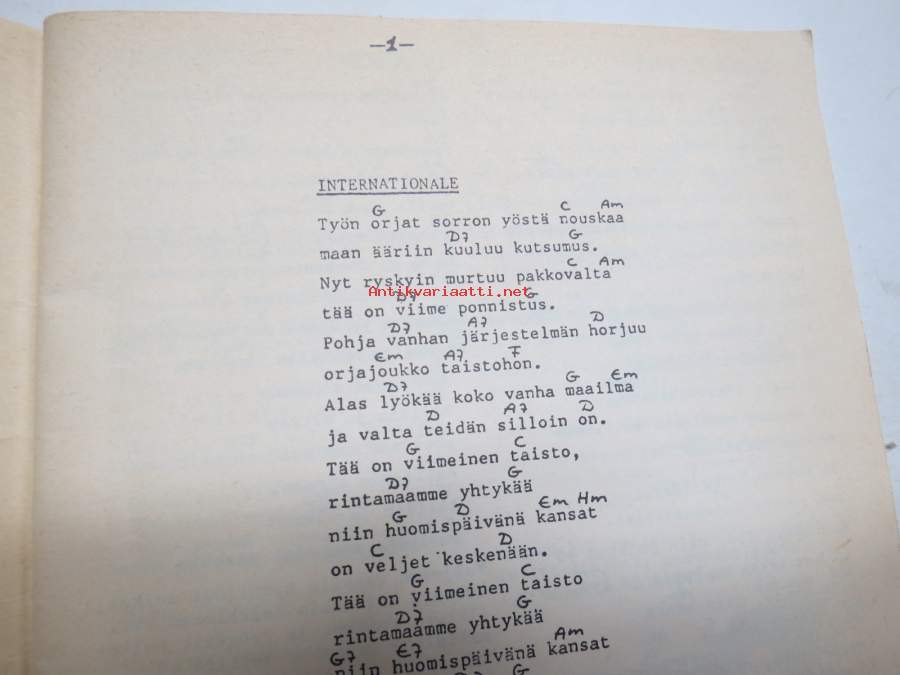 -1-
INTERNATIONALE
G C Am
Työn orjat sorron yöstä nouskaa
D7 G
maan ääriin kuuluu kutsumus.
C Am
Nyt ryskyin murtuu pakkovalta
Antikvariaatti.net
D7 G
tää on viime ponnistus.
D7 A7 D
Pohja vanhan järjestelmän horjuu
Em A7 F
orjajoukko taistohon.
D7 G Em
Alas lyökää koko vanha maailma
D A7 D
ja valta teidän silloin on.
G C
Tää on viimeinen taisto,
D7 G
rintamaamme yhtykää
G D Em Hm
niin huomispäivänä kansat
C D
on veljet keskenään.
G C
Tää on viimeinen taisto
D7 G
rintamaamme yhtykää
G7 E7 Am
niin huomispäivänä kansat
D7 G